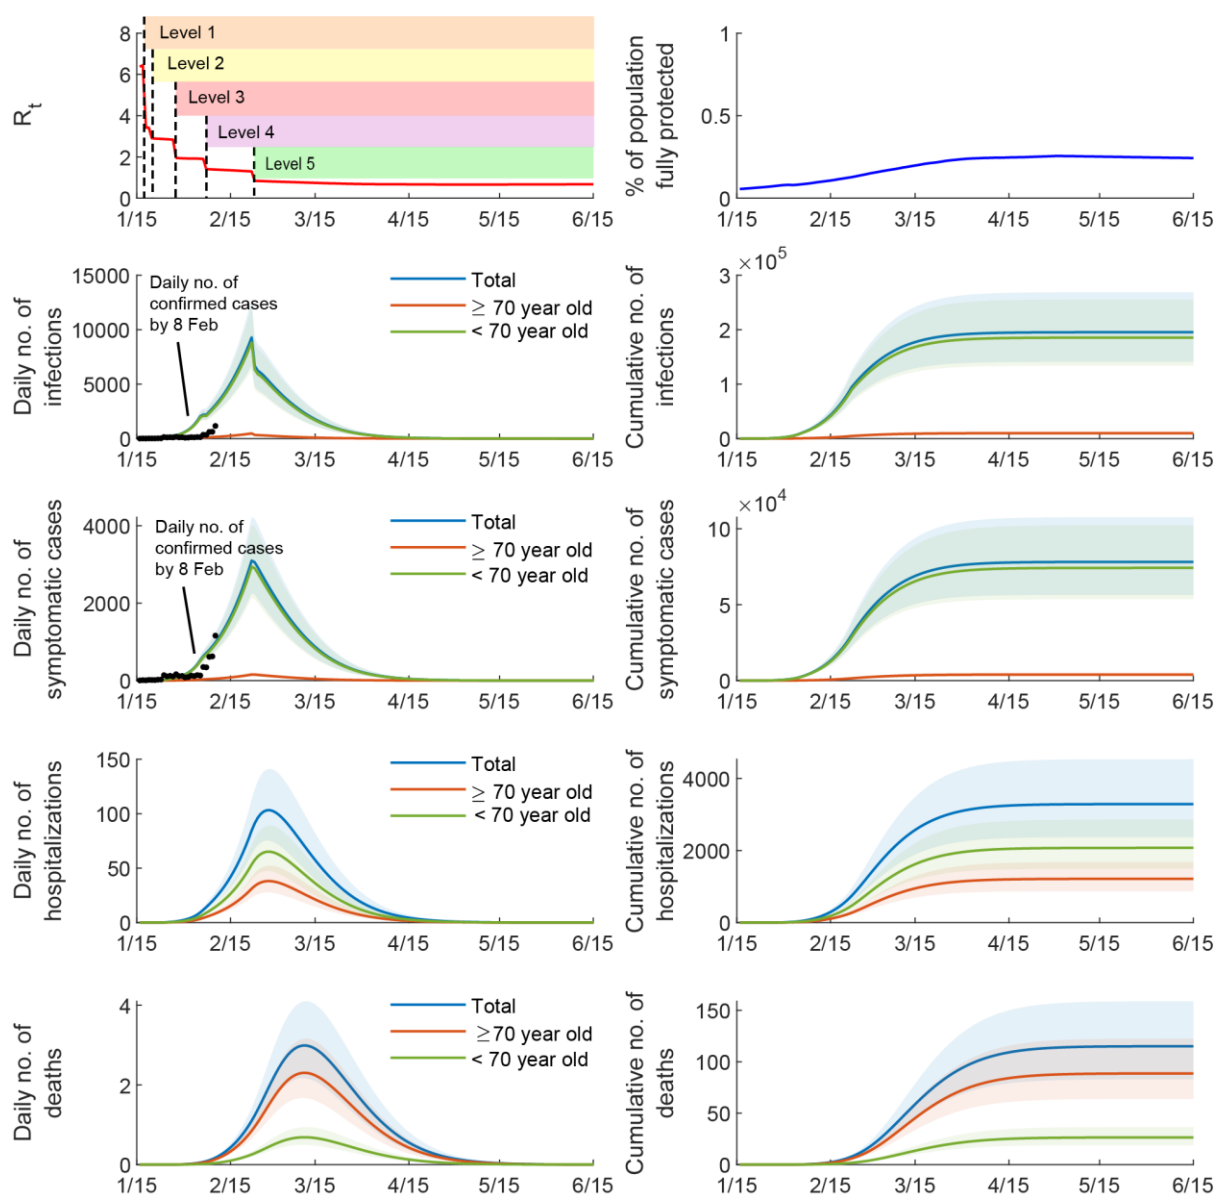 R_t
8
6
4
2
0
Level 1
Level 2
Level 3
Level 4
Level 5
1/15
2/15
3/15
4/15
5/15
6/15
% of population
fully protected
1
0.5
0
1/15
2/15
3/15
4/15
5/15
6/15
Daily no. of
infections
15000
10000
5000
0
Daily no. of
confirmed cases
by 8 Feb
Total
≥ 70 year old
< 70 year old
1/15
2/15
3/15
4/15
5/15
6/15
Cumulative no. of
infections
×10^5
3
2
1
0
1/15
2/15
3/15
4/15
5/15
6/15
Daily no. of
symptomatic cases
4000
2000
0
Daily no. of
confirmed cases
by 8 Feb
Total
≥ 70 year old
< 70 year old
1/15
2/15
3/15
4/15
5/15
6/15
Cumulative no. of
symptomatic cases
×10^4
10
5
0
1/15
2/15
3/15
4/15
5/15
6/15
Daily no. of
hospitalizations
150
100
50
0
Total
≥ 70 year old
< 70 year old
1/15
2/15
3/15
4/15
5/15
6/15
Cumulative no. of
hospitalizations
4000
2000
0
1/15
2/15
3/15
4/15
5/15
6/15
Daily no. of
deaths
4
2
0
Total
≥70 year old
< 70 year old
1/15
2/15
3/15
4/15
5/15
6/15
Cumulative no. of
deaths
150
100
50
0
1/15
2/15
3/15
4/15
5/15
6/15